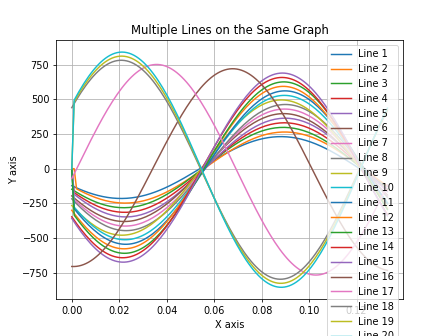 Multiple Lines on the Same Graph
Y axis
750
500
250
0
−250
−500
−750
0.00
0.02
0.04
0.06
0.08
0.10
X axis
Line 1
Line 2
Line 3
Line 4
Line 5
Line 6
Line 7
Line 8
Line 9
Line 10
Line 11
Line 12
Line 13
Line 14
Line 15
Line 16
Line 17
Line 18
Line 19
Line 20